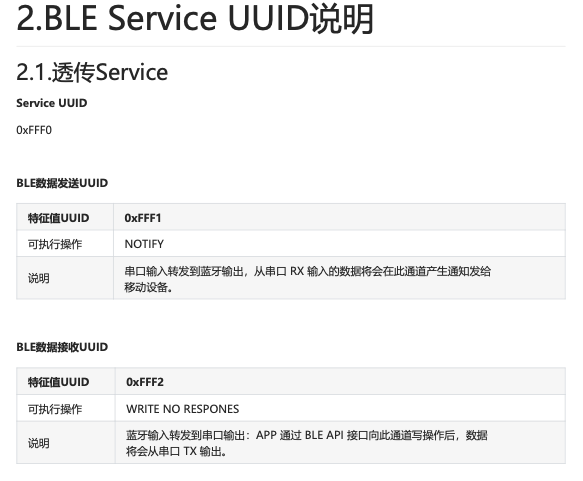 2.BLE Service UUID说明
2.1.透传Service
Service UUID
0xFFF0
BLE数据发送UUID
特征值UUID 0xFFF1
可执行操作 NOTIFY
说明 串口输入转发到蓝牙输出，从串口 RX 输入的数据将会在此通道产生通知发给
移动设备。
BLE数据接收UUID
特征值UUID 0xFFF2
可执行操作 WRITE NO RESPONES
说明 蓝牙输入转发到串口输出：APP 通过 BLE API 接口向此通道写操作后，数据
将会从串口 TX 输出。